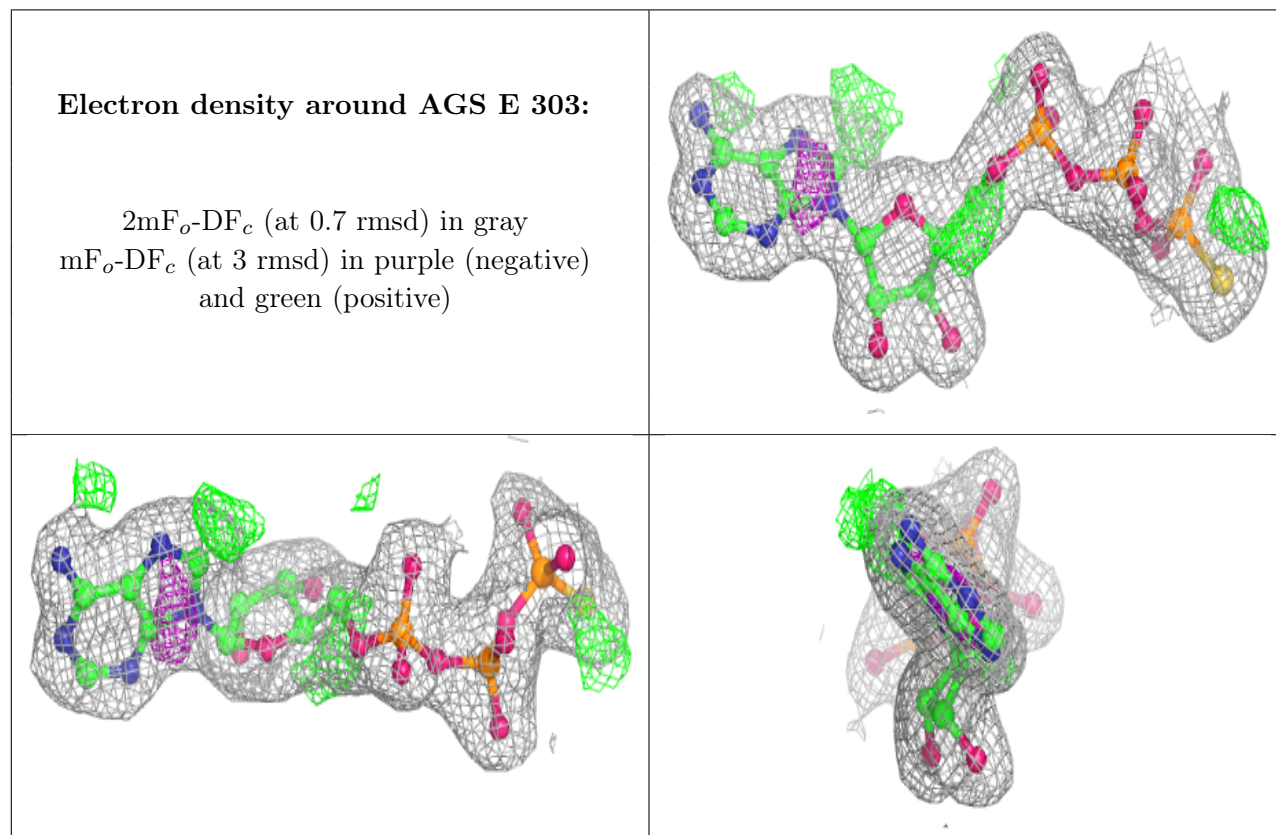 Electron density around AGS E 303:
2mFₒ-DF𝒸 (at 0.7 rmsd) in gray
mFₒ-DF𝒸 (at 3 rmsd) in purple (negative)
and green (positive)